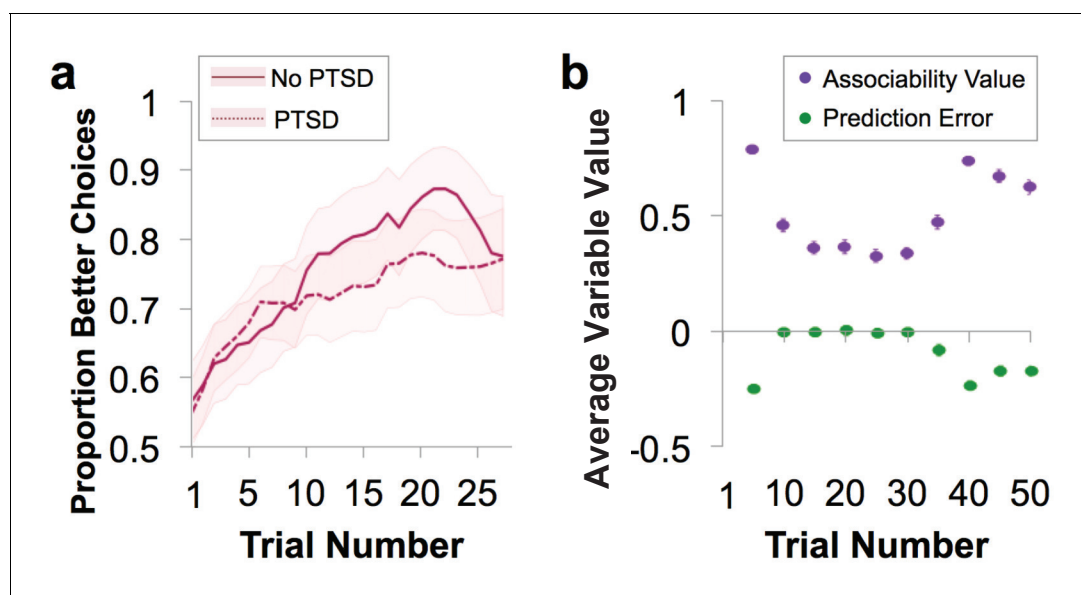 a
No PTSD
PTSD
Proportion Better Choices
1
0.9
0.8
0.7
0.6
0.5
1 5 10 15 20 25
Trial Number
b
Associability Value
Prediction Error
Average Variable Value
1
0.5
0
-0.5
1 10 20 30 40 50
Trial Number